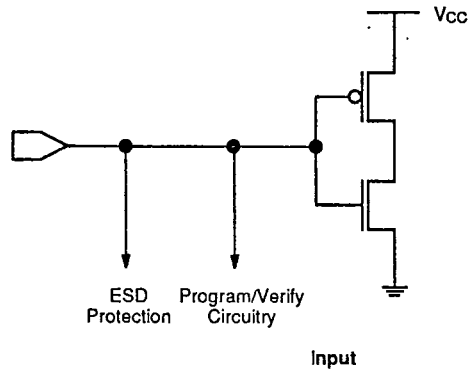 VCC
ESD
Protection
Program/Verify
Circuitry
Input